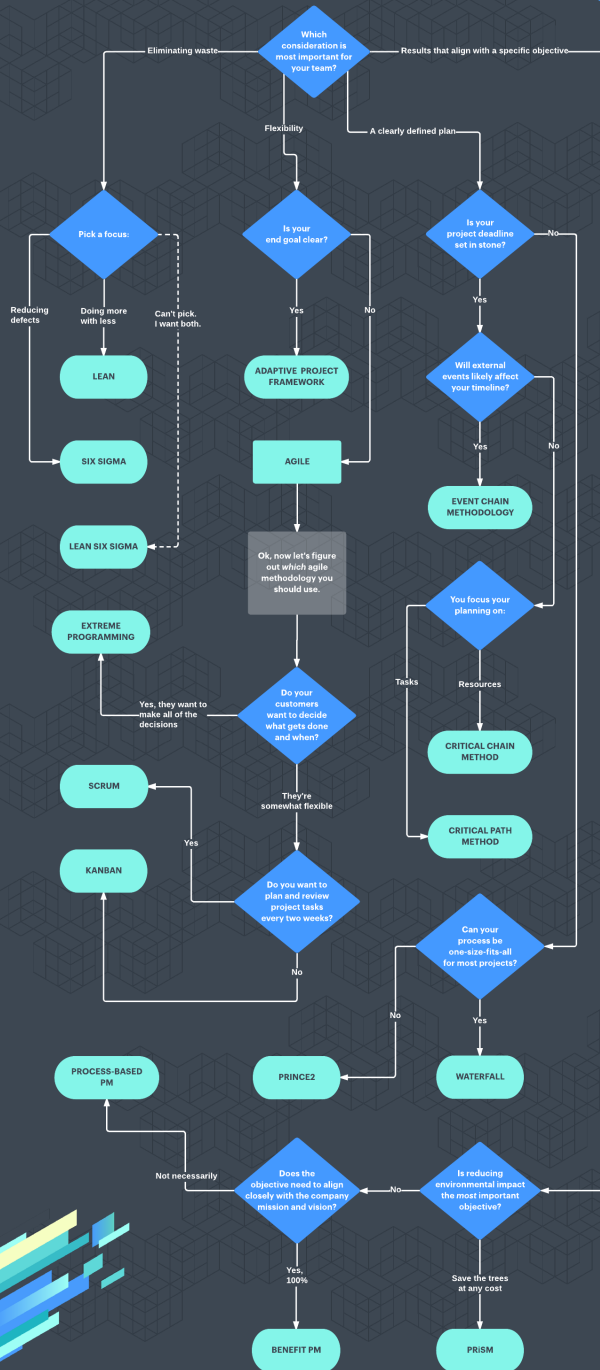 Which
consideration is
most important for
your team?
Eliminating waste
Results that align with a specific objective
Flexibility
A clearly defined plan
Pick a focus:
Is your
end goal clear?
Is your
project deadline
set in stone?
No
Reducing
defects
Doing more
with less
Can't pick.
I want both.
Yes
No
Yes
LEAN
ADAPTIVE PROJECT
FRAMEWORK
Will external
events likely affect
your timeline?
SIX SIGMA
AGILE
Yes
No
EVENT CHAIN
METHODOLOGY
LEAN SIX SIGMA
Ok, now let's figure
out which agile
methodology you
should use.
You focus your
planning on:
EXTREME
PROGRAMMING
Tasks
Resources
Do your
customers
want to decide
what gets done
and when?
Yes, they want to
make all of the
decisions
CRITICAL CHAIN
METHOD
SCRUM
They're
somewhat flexible
Yes
CRITICAL PATH
METHOD
KANBAN
Do you want to
plan and review
project tasks
every two weeks?
Can your
process be
one-size-fits-all
for most projects?
No
No
Yes
PROCESS-BASED
PM
PRINCE2
WATERFALL
Not necessarily
Does the
objective need to align
closely with the company
mission and vision?
No
Is reducing
environmental impact
the most important
objective?
Yes,
100%
Save the trees
at any cost
BENEFIT PM
PRiSM